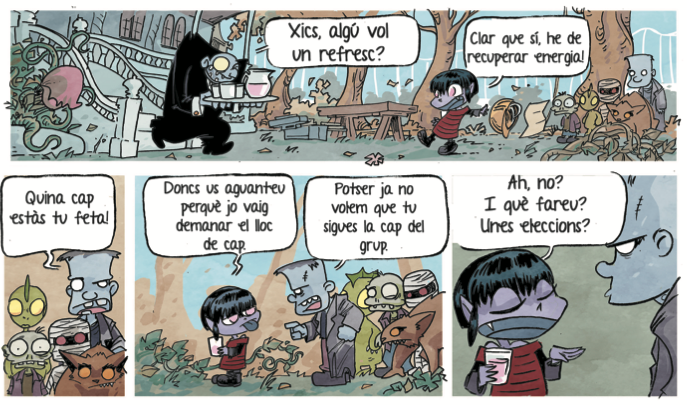 Xics, algú vol
un refresc?
Clar que sí, he de
recuperar energia!
Quina cap
estàs tu feta!
Doncs us aguanteu
perquè jo vaig
demanar el lloc
de cap.
Potser ja no
volem que tu
sigues la cap del
grup.
Ah, no?
I què fareu?
Unes eleccions?